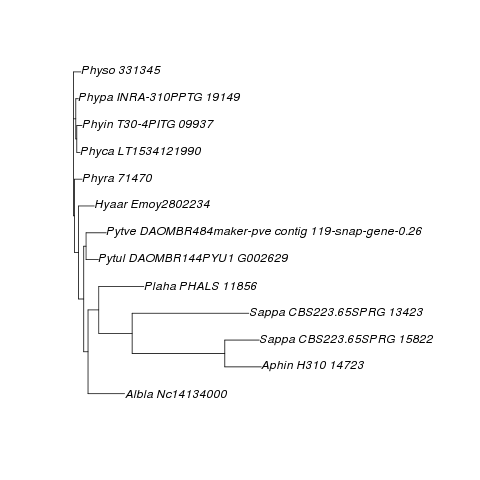 Physo 331345
Phypa INRA-310PPTG 19149
Phyin T30-4PITG 09937
Phyca LT1534121990
Phyra 71470
Hyaar Emoy2802234
Pytve DAOMBR484maker-pve contig 119-snap-gene-0.26
Pytul DAOMBR144PYU1 G002629
Plaha PHALS 11856
Sappa CBS223.65SPRG 13423
Sappa CBS223.65SPRG 15822
Aphin H310 14723
Albla Nc14134000